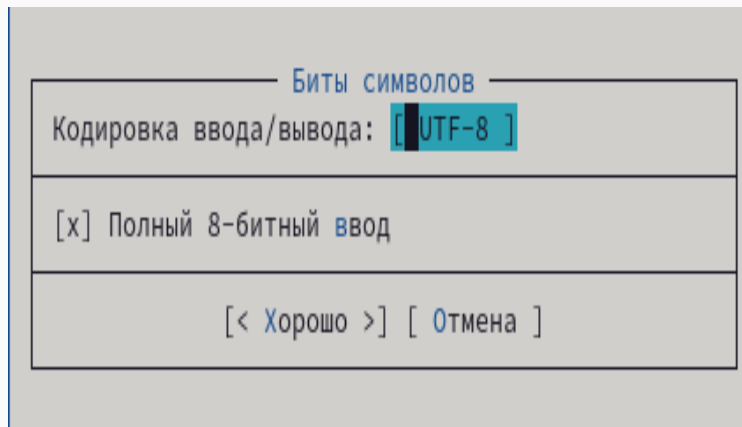 Биты символов
Кодировка ввода/вывода: [ UTF-8 ]
[x] Полный 8-битный ввод
[< Хорошо >] [ Отмена ]